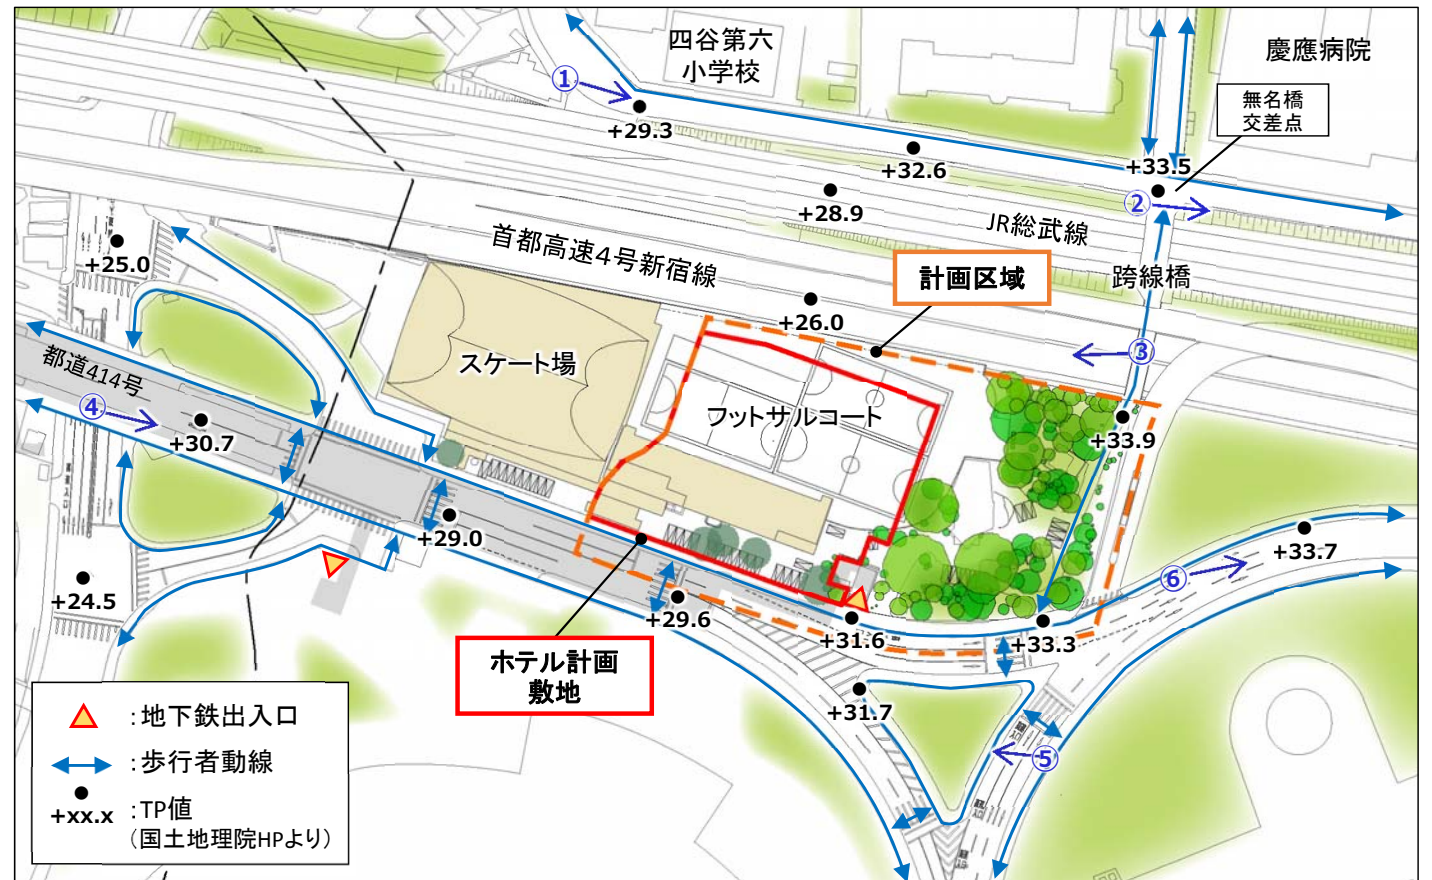 四谷第六
小学校
慶應病院
無名橋
交差点
①
+29.3
+32.6
+33.5
②
+28.9
JR総武線
首都高速4号新宿線
計画区域
跨線橋
+25.0
+26.0
③
都道414号
スケート場
フットサルコート
④
+30.7
+33.9
+29.0
+33.7
⑥
+24.5
+29.6
+31.6
+33.3
ホテル計画
敷地
+31.7
⑤
:地下鉄出入口
:歩行者動線
+xx.x
:TP値
(国土地理院HPより)